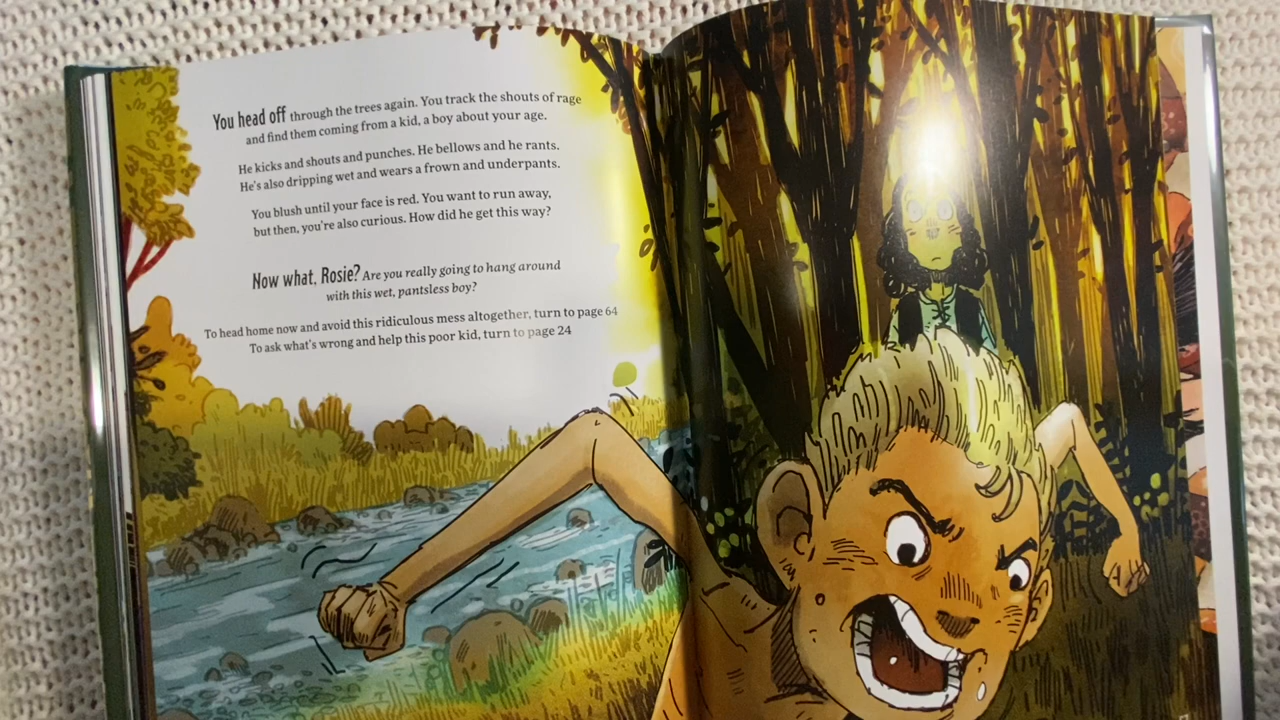 You head off through the trees again. You track the shouts of rage
and find them coming from a kid, a boy about your age.
He kicks and shouts and punches. He bellows and he rants.
He's also dripping wet and wears a frown and underpants.
You blush until your face is red. You want to run away,
but then, you're also curious. How did he get this way?
Now what, Rosie? Are you really going to hang around
with this wet, pantsless boy?
To head home now and avoid this ridiculous mess altogether, turn to page 64
To ask what's wrong and help this poor kid, turn to page 24